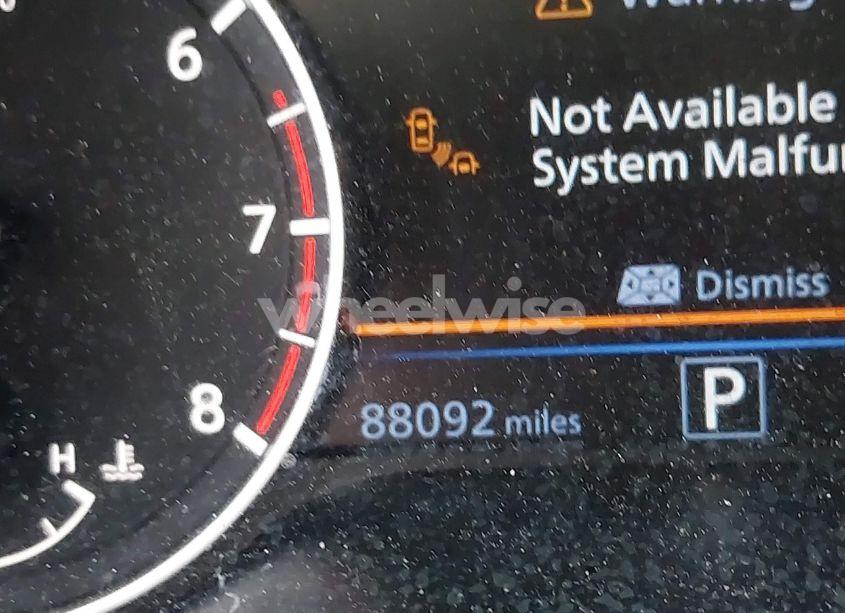 6
Not Available
System Malfu
7
Dismiss
wheelwise
P
8
88092 miles
H